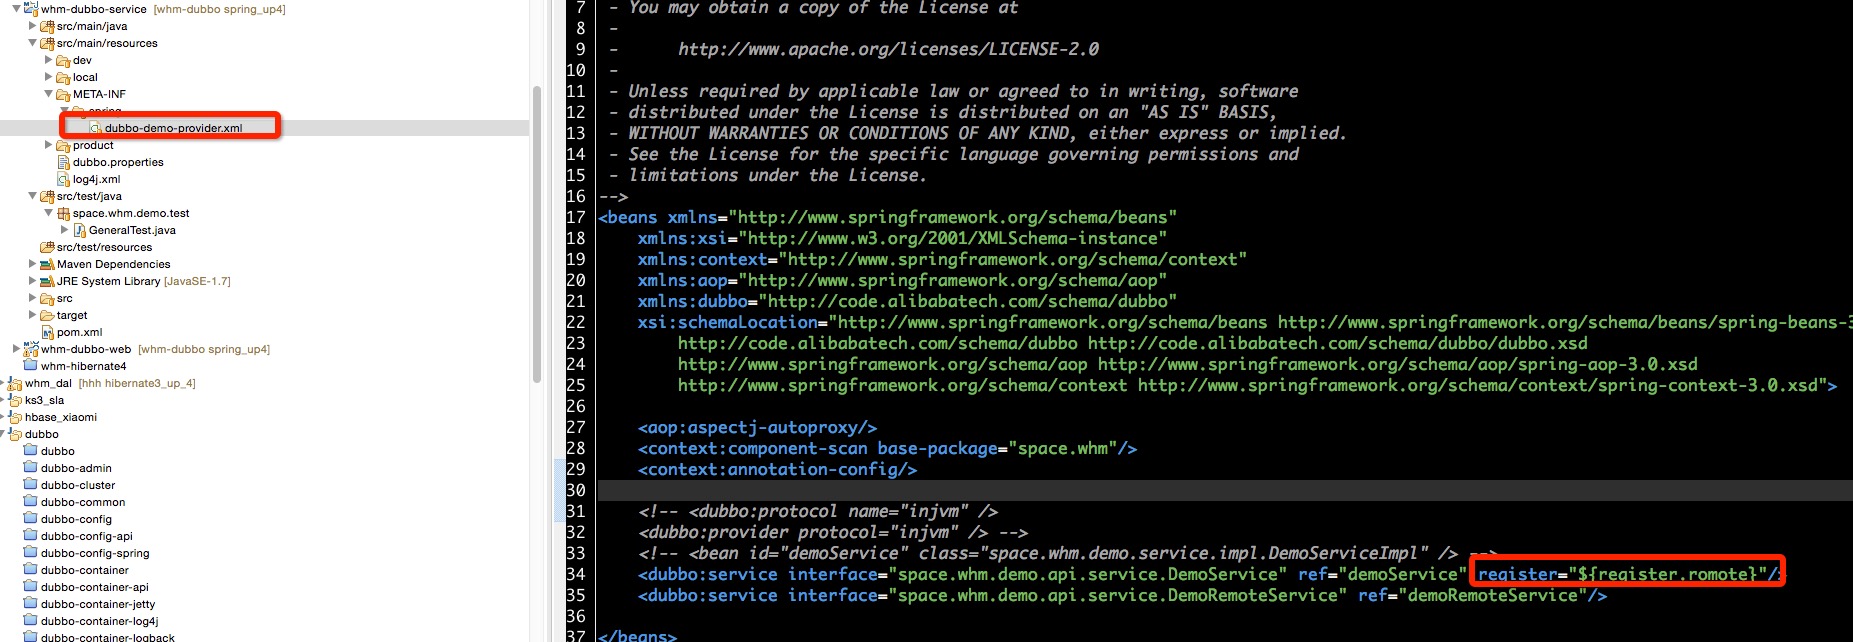 whm-dubbo-service [whm-dubbo spring_up4]
src/main/java
src/main/resources
dev
local
META-INF
spring
dubbo-demo-provider.xml
product
dubbo.properties
log4j.xml
src/test/java
space.whm.demo.test
GeneralTest.java
src/test/resources
Maven Dependencies
JRE System Library [JavaSE-1.7]
src
target
pom.xml
whm-dubbo-web [whm-dubbo spring_up4]
whm-hibernate4
whm_dal [hhh hibernate3_up_4]
ks3_sla
hbase_xiaomi
dubbo
dubbo
dubbo-admin
dubbo-cluster
dubbo-common
dubbo-config
dubbo-config-api
dubbo-config-spring
dubbo-container
dubbo-container-api
dubbo-container-jetty
dubbo-container-log4j
dubbo-container-logback
7 - You may obtain a copy of the License at
8 -
9 - http://www.apache.org/licenses/LICENSE-2.0
10 -
11 - Unless required by applicable law or agreed to in writing, software
12 - distributed under the License is distributed on an "AS IS" BASIS,
13 - WITHOUT WARRANTIES OR CONDITIONS OF ANY KIND, either express or implied.
14 - See the License for the specific language governing permissions and
15 - limitations under the License.
16 -->
17 <beans xmlns="http://www.springframework.org/schema/beans"
18 xmlns:xsi="http://www.w3.org/2001/XMLSchema-instance"
19 xmlns:context="http://www.springframework.org/schema/context"
20 xmlns:aop="http://www.springframework.org/schema/aop"
21 xmlns:dubbo="http://code.alibabatech.com/schema/dubbo"
22 xsi:schemaLocation="http://www.springframework.org/schema/beans http://www.springframework.org/schema/beans/spring-beans-3
23 http://code.alibabatech.com/schema/dubbo http://code.alibabatech.com/schema/dubbo/dubbo.xsd
24 http://www.springframework.org/schema/aop http://www.springframework.org/schema/aop/spring-aop-3.0.xsd
25 http://www.springframework.org/schema/context http://www.springframework.org/schema/context/spring-context-3.0.xsd">
26
27 <aop:aspectj-autoproxy/>
28 <context:component-scan base-package="space.whm"/>
29 <context:annotation-config/>
30
31 <!-- <dubbo:protocol name="injvm" />
32 <dubbo:provider protocol="injvm" /> -->
33 <!-- <bean id="demoService" class="space.whm.demo.service.impl.DemoServiceImpl" /> -->
34 <dubbo:service interface="space.whm.demo.api.service.DemoService" ref="demoService" register="${register.romote}"/>
35 <dubbo:service interface="space.whm.demo.api.service.DemoRemoteService" ref="demoRemoteService"/>
36
37 </beans>